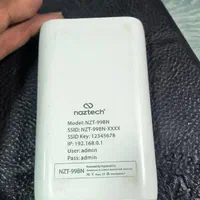 naztech
Model: NZT-99BN
SSID: NZT-99BN-XXXX
SSID Key: 12345678
IP: 192.168.0.1
User: admin
Pass: admin
NZT-99BN